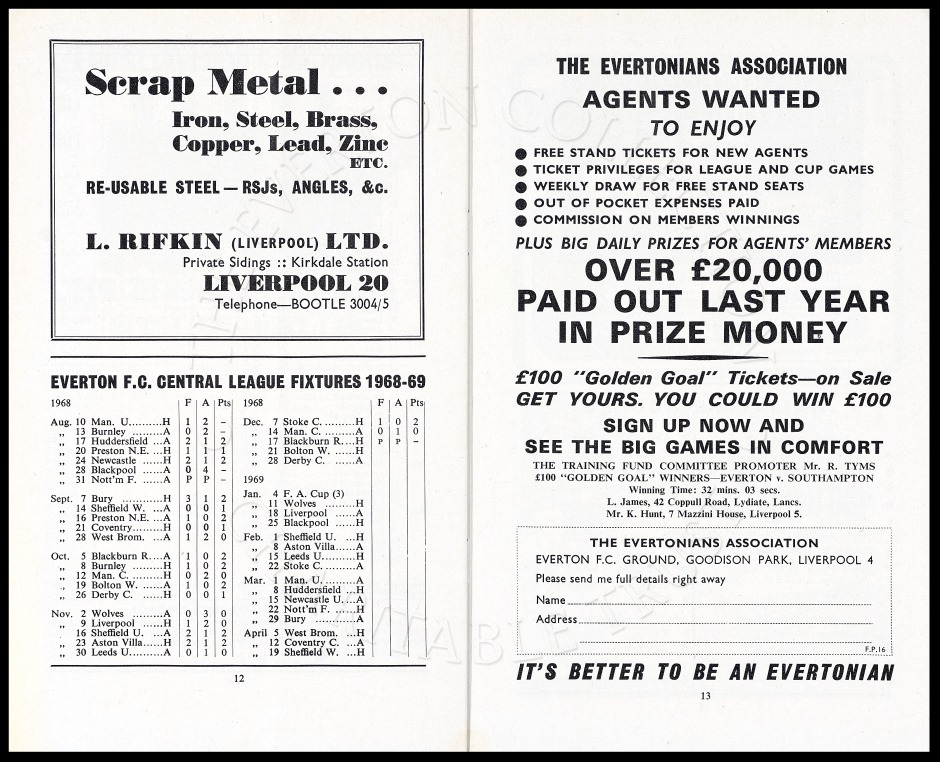 Scrap Metal . . .
Iron, Steel, Brass,
Copper, Lead, Zinc
ETC.
RE-USABLE STEEL — RSJs, ANGLES, &c.
L. RIFKIN (LIVERPOOL) LTD.
Private Sidings :: Kirkdale Station
LIVERPOOL 20
Telephone—BOOTLE 3004/5
EVERTON F.C. CENTRAL LEAGUE FIXTURES 1968-69
1968 F A Pts
Aug. 10 Man. U.......H 1 2 –
,, 13 Burnley ......A 0 2 –
,, 17 Huddersfield ...A 2 1 2
,, 20 Preston N.E. ...H 1 1 1
,, 24 Newcastle ......H 2 1 2
,, 28 Blackpool ......A 0 4 –
,, 31 Nott'm F. ......A P P –
Sept. 7 Bury ............H 3 1 2
,, 14 Sheffield W. ...A 0 0 1
,, 16 Preston N.E. ...A 1 0 2
,, 21 Coventry.........H 0 0 1
,, 28 West Brom. ...A 1 2 0
Oct. 5 Blackburn R....A 1 0 2
,, 8 Burnley .........H 1 0 2
,, 12 Man. C. .........H 0 2 0
,, 19 Bolton W. ......A 1 0 2
,, 26 Derby C. .........H 0 0 1
Nov. 2 Wolves .........A 0 3 0
,, 9 Liverpool ......H 1 2 0
,, 16 Sheffield U. ...A 2 1 2
,, 23 Aston Villa......H 2 1 2
,, 30 Leeds U..........A 0 1 0
1968 F A Pts
Dec. 7 Stoke C. .........H 1 0 2
,, 14 Man. C. .........A 0 1 0
,, 17 Blackburn R....H P P –
,, 21 Bolton W. ......H
,, 28 Derby C. .........A
1969
Jan. 4 F. A. Cup (3)
,, 11 Wolves .........H
,, 18 Liverpool ......A
,, 25 Blackpool ......H
Feb. 1 Sheffield U. ...H
,, 8 Aston Villa......A
,, 15 Leeds U..........H
,, 22 Stoke C. .........A
Mar. 1 Man. U. .........A
,, 8 Huddersfield ...H
,, 15 Newcastle U. ...A
,, 22 Nott'm F. ......H
,, 29 Bury ............A
April 5 West Brom. ...H
,, 12 Coventry C. ...A
,, 19 Sheffield W. ...H
12
THE EVERTONIANS ASSOCIATION
AGENTS WANTED
TO ENJOY
● FREE STAND TICKETS FOR NEW AGENTS
● TICKET PRIVILEGES FOR LEAGUE AND CUP GAMES
● WEEKLY DRAW FOR FREE STAND SEATS
● OUT OF POCKET EXPENSES PAID
● COMMISSION ON MEMBERS WINNINGS
PLUS BIG DAILY PRIZES FOR AGENTS' MEMBERS
OVER £20,000
PAID OUT LAST YEAR
IN PRIZE MONEY
£100 "Golden Goal" Tickets—on Sale
GET YOURS. YOU COULD WIN £100
SIGN UP NOW AND
SEE THE BIG GAMES IN COMFORT
THE TRAINING FUND COMMITTEE PROMOTER Mr. R. TYMS
£100 "GOLDEN GOAL" WINNERS—EVERTON v. SOUTHAMPTON
Winning Time: 32 mins. 03 secs.
L. James, 42 Coppull Road, Lydiate, Lancs.
Mr. K. Hunt, 7 Mazzini House, Liverpool 5.
THE EVERTONIANS ASSOCIATION
EVERTON F.C. GROUND, GOODISON PARK, LIVERPOOL 4
Please send me full details right away
Name
Address
F.P.16
IT'S BETTER TO BE AN EVERTONIAN
13